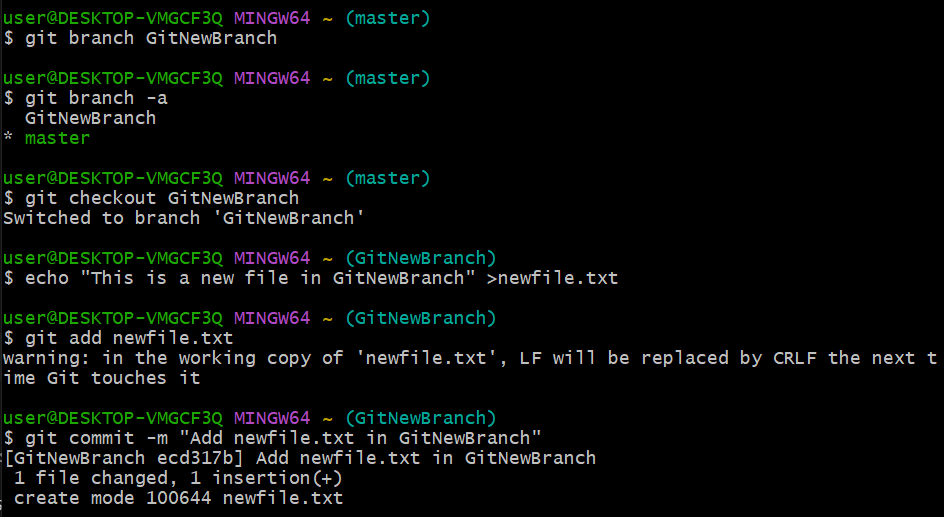 user@DESKTOP-VMGCF3Q MINGW64 ~ (master)
$ git branch GitNewBranch
user@DESKTOP-VMGCF3Q MINGW64 ~ (master)
$ git branch -a
  GitNewBranch
* master
user@DESKTOP-VMGCF3Q MINGW64 ~ (master)
$ git checkout GitNewBranch
Switched to branch 'GitNewBranch'
user@DESKTOP-VMGCF3Q MINGW64 ~ (GitNewBranch)
$ echo "This is a new file in GitNewBranch" >newfile.txt
user@DESKTOP-VMGCF3Q MINGW64 ~ (GitNewBranch)
$ git add newfile.txt
warning: in the working copy of 'newfile.txt', LF will be replaced by CRLF the next t
ime Git touches it
user@DESKTOP-VMGCF3Q MINGW64 ~ (GitNewBranch)
$ git commit -m "Add newfile.txt in GitNewBranch"
[GitNewBranch ecd317b] Add newfile.txt in GitNewBranch
 1 file changed, 1 insertion(+)
 create mode 100644 newfile.txt